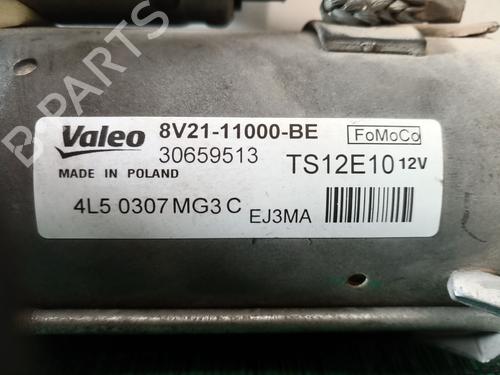 Valeo
8V21-11000-BE
FoMoCo
30659513
TS12E10 12V
MADE IN POLAND
4L5 0307 MG3 C
EJ3MA
B PARTS